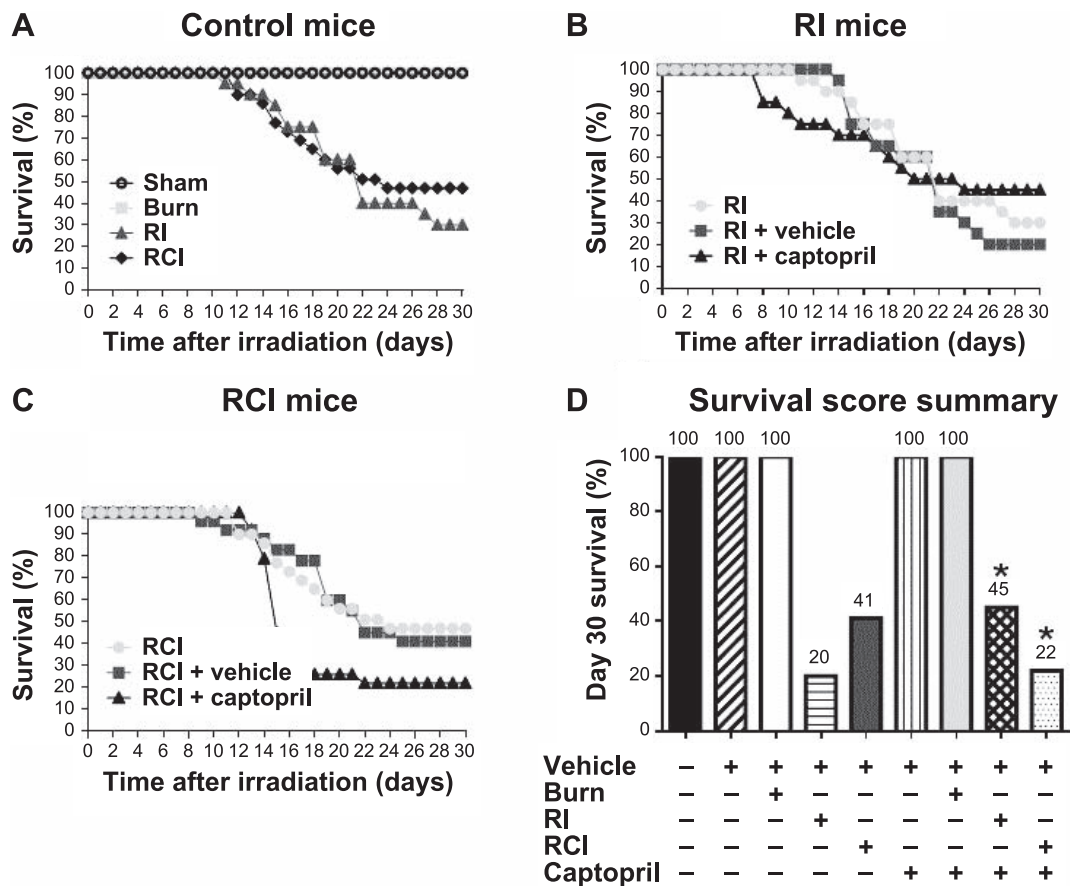 A Control mice
100
90
80
70
60
50
40
30
20
10
0
Survival (%)
Sham
Burn
RI
RCI
0 2 4 6 8 10 12 14 16 18 20 22 24 26 28 30
Time after irradiation (days)
B RI mice
100
90
80
70
60
50
40
30
20
10
0
Survival (%)
RI
RI + vehicle
RI + captopril
0 2 4 6 8 10 12 14 16 18 20 22 24 26 28 30
Time after irradiation (days)
C RCI mice
100
90
80
70
60
50
40
30
20
10
0
Survival (%)
RCI
RCI + vehicle
RCI + captopril
0 2 4 6 8 10 12 14 16 18 20 22 24 26 28 30
Time after irradiation (days)
D Survival score summary
100 100 100 20 41 100 100 * 45 * 22
100
80
60
40
20
0
Day 30 survival (%)
Vehicle – + + + + + + + +
Burn – – + – – – + – –
RI – – – + – – – + –
RCI – – – – + – – – +
Captopril – – – – – + + + +